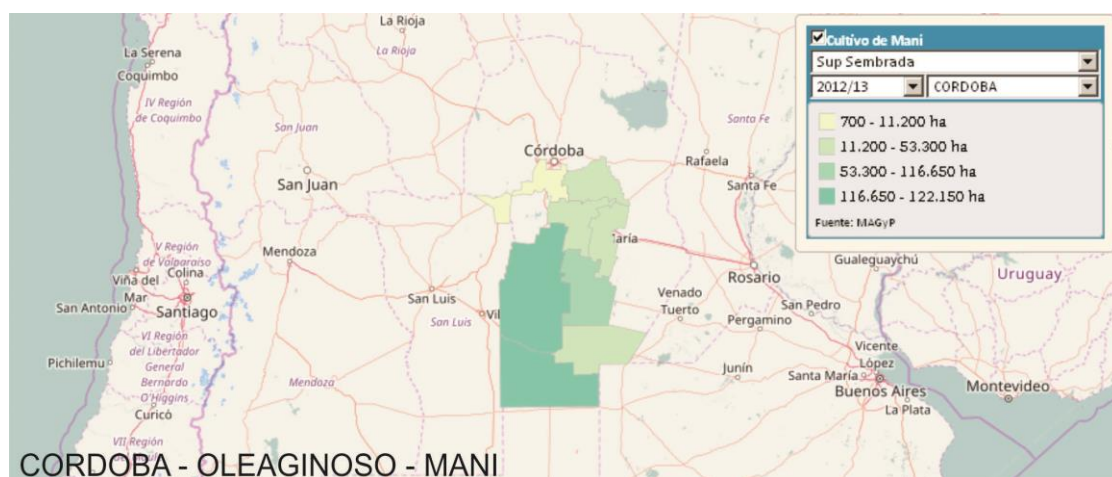 La Rioja
La Rioja
La Serena
Coquimbo
IV Región
de Coquimbo
San Juan
San Juan
Córdoba
Rafaela
Santa Fe
Santa Fe
Mendoza
V Región
de Valparaíso
Colina
Viña del
Mar
San Antonio
Santiago
San Luis
San Luis
Vil
aría
Rosario
Venado
Tuerto
San Pedro
Pergamino
Gualeguaychú
Uruguay
VI Región
del Libertador
General
Bernardo
O'Higgins
Pichilemu
Curicó
VII Región
Mendoza
Junín
Vicente
López
Santa María
Buenos Aires
La Plata
Montevideo
Cultivo de Mani
Sup Sembrada
2012/13 CORDOBA
700 - 11.200 ha
11.200 - 53.300 ha
53.300 - 116.650 ha
116.650 - 122.150 ha
Fuente: MAGyP
CORDOBA - OLEAGINOSO - MANI